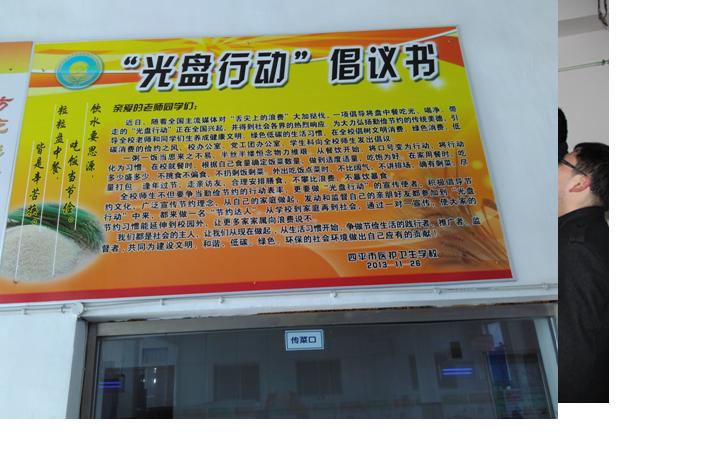 “光盘行动”倡议书
亲爱的老师同学们:
近日，随着全国主流媒体对“舌尖上的浪费”大加挞伐，一项倡导将盘中餐吃光、喝净、带
走的“光盘行动”正在全国兴起，并得到社会各界的热烈响应，为大力弘扬勤俭节约的传统美德，引
导全校老师和同学们生养成健康文明、绿色低碳的生活习惯，在全校倡树文明消费、绿色消费、低
碳消费的俭约之风，校办公室、党工团办公室、学生科向全校师生发出倡议
一粥一饭当思来之不易，半丝半缕恒念物力维艰，从餐饮开始，将口号变为行动，将行动
化为习惯，在校就餐时，根据自己食量确定饭菜数量，做到适度适量，吃饱为好，在家用餐时，吃
多少盛多少，不挑食不偏食，不扔剩饭剩菜，外出吃饭点菜时，不比阔气，不讲排场，确有剩菜，尽
量打包，逢年过节、走亲访友，合理安排膳食，不攀比浪费，不暴饮暴食。
全校师生不但要争当勤俭节约的行动表率，更要做“光盘行动”的宣传使者，积极倡导节
约文化，广泛宣传节约理念，从自己的家庭做起，发动和监督自己的亲朋好友都参加到“光盘
行动”中来，都来做一名“节约达人”，从学校到家庭再到社会，通过一对一宣传，使大家的
节约习惯能延伸到校园外，让更多家家属向浪费说不。
我们都是社会的主人，让我们从现在做起，从生活习惯开始，争做节俭生活的践行者、推广者、监
督者，共同为建设文明、和谐、低碳、绿色、环保的社会环境做出自己应有的贡献！
四平市医护卫生学校
2013.11.26
饮水要思源，
吃饭当节俭
粒粒盘中餐
皆是辛苦
传菜口